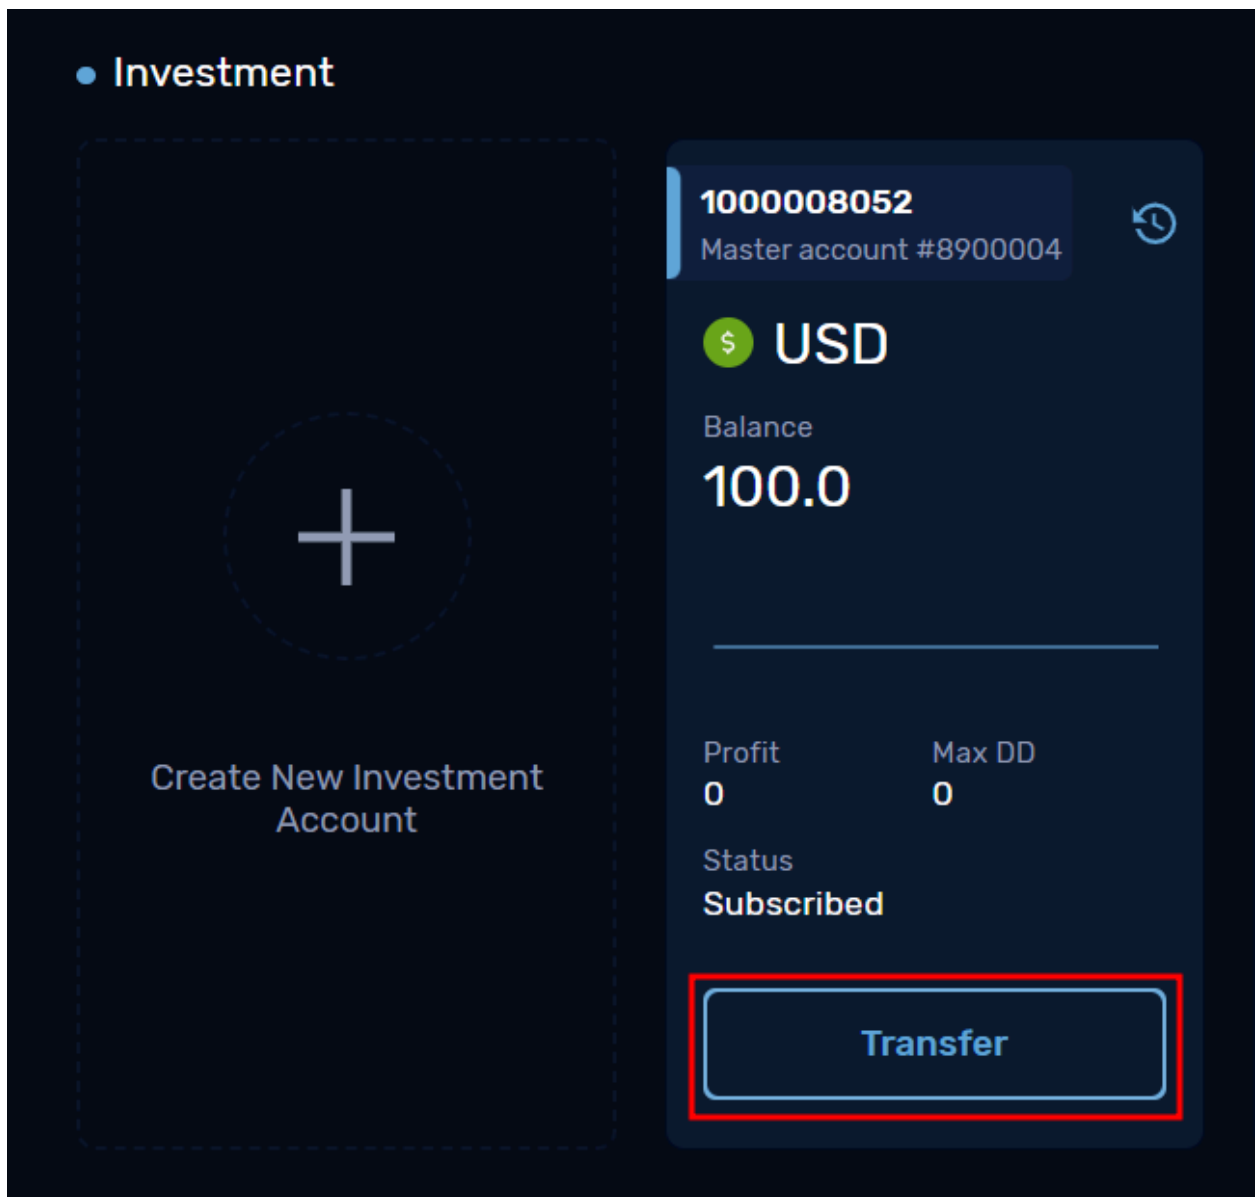 Investment
Create New Investment
Account
1000008052
Master account #8900004
$ USD
Balance
100.0
Profit
0
Max DD
0
Status
Subscribed
Transfer